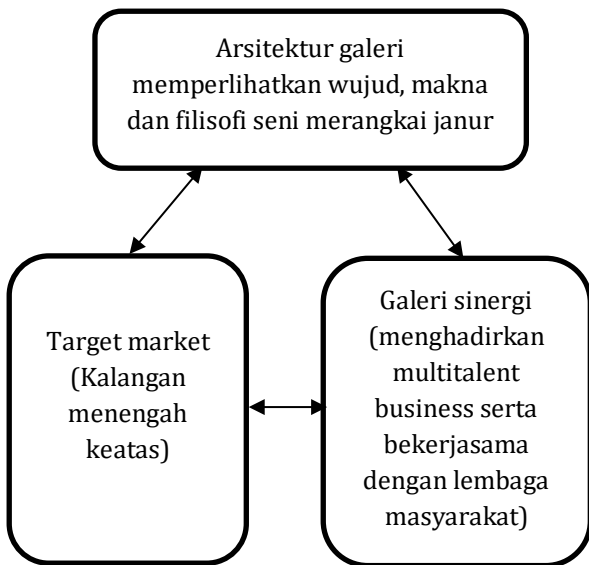 Arsitektur galeri
memperlihatkan wujud, makna
dan filisofi seni merangkai janur
Target market
(Kalangan
menengah
keatas)
Galeri sinergi
(menghadirkan
multitalent
business serta
bekerjasama
dengan lembaga
masyarakat)